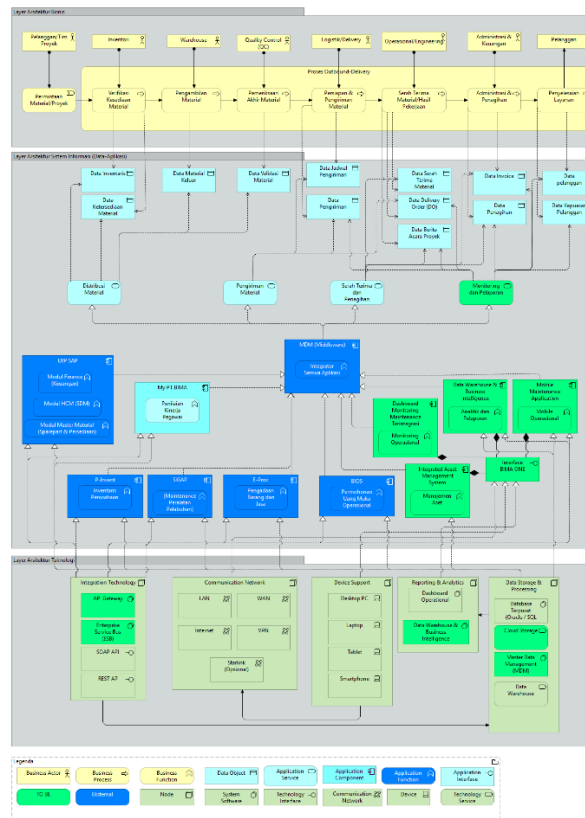 Layer Arsitektur Bisnis
Pelanggan/Tim
Proyek
Inventori
Warehouse
Quality Control
(QC)
Logistik/Delivery
Operasional/Engineering
Administrasi &
Keuangan
Pelanggan
Proses Outbound-Delivery
Permintaan
Material/Proyek
Verifikasi
Kesediaan
Material
Pengambilan
Material
Pemeriksaan
Akhir Material
Persiapan &
Pengiriman
Material
Serah Terima
Material/Hasil
Pekerjaan
Administrasi &
Penagihan
Penyelesaian
Layanan
Layer Arsitektur Sistem Informasi (Data-Aplikasi)
Data Inventaris
Data Material
Keluar
Data Validasi
Material
Data Jadwal
Pengiriman
Data Serah
Terima
Material
Data Invoice
Data
pelanggan
Data
Ketersediaan
Material
Data
Pengiriman
Data Delivery
Order (DO)
Data
Penagihan
Data Kepuasan
Pelanggan
Data Berita
Acara Proyek
Distribusi
Material
Pengiriman
Material
Serah Terima
dan
Penagihan
Monitoring
dan Pelaporan
ERP SAP
Modul Finance
(Keuangan)
Modul HCM (SDM)
Modul Master Material
(Sparepart & Persediaan)
My PT BIMA
Penilaian
Kinerja
Pegawai
MDM (Middleware)
Integrator
Semua Aplikasi
Dashboard
Monitoring
Maintenance
Terintegrasi
Monitoring
Operasional
Data Warehouse &
Business
Intelligence
Analitik dan
Pelaporan
Mobile
Maintenance
Application
Mobile
Operasional
Interface
BIMA ONE
Integrated Asset
Management
System
Manajemen
Aset
P-Invent
Inventaris
Perusahaan
(Maintenance
Peralatan
Pelabuhan)
E-Proc
Pengadaan
Barang dan
Jasa
BIOS
Permohonan
Uang Muka
Operasional
Layer Arsitektur Teknologi
Integration Technology
API Gateway
Enterprise
Service Bus
(ESB)
SOAP API
REST API
Communication Network
LAN
WAN
Internet
VPN
Starlink
(Opsional)
Device Support
Desktop PC
Laptop
Tablet
Smartphone
Reporting & Analytics
Dashboard
Operasional
Data Warehouse &
Business
Intelligence
Data Storage &
Processing
Database
Terpusat
(Oracle / SQL
Cloud Storage
Master Data
Management
(MDM)
Data
Warehouse
Legenda
Business Actor
Business
Process
Business
Function
Data Object
Application
Service
Application
Component
Application
Function
Application
Interface
TO BE
Eksternal
Node
System
Software
Technology
Interface
Communication
Network
Device
Technology
Service